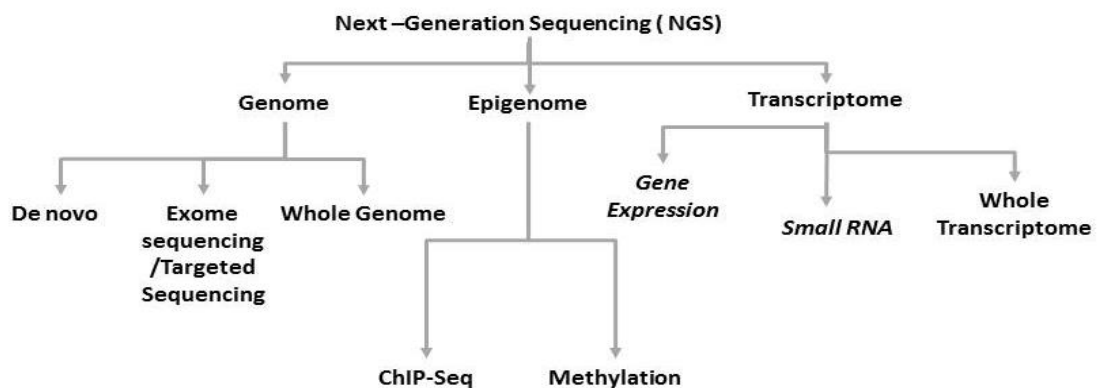 Next –Generation Sequencing ( NGS)
Genome
Epigenome
Transcriptome
De novo
Exome
sequencing
/Targeted
Sequencing
Whole Genome
Gene
Expression
Small RNA
Whole
Transcriptome
ChIP-Seq
Methylation